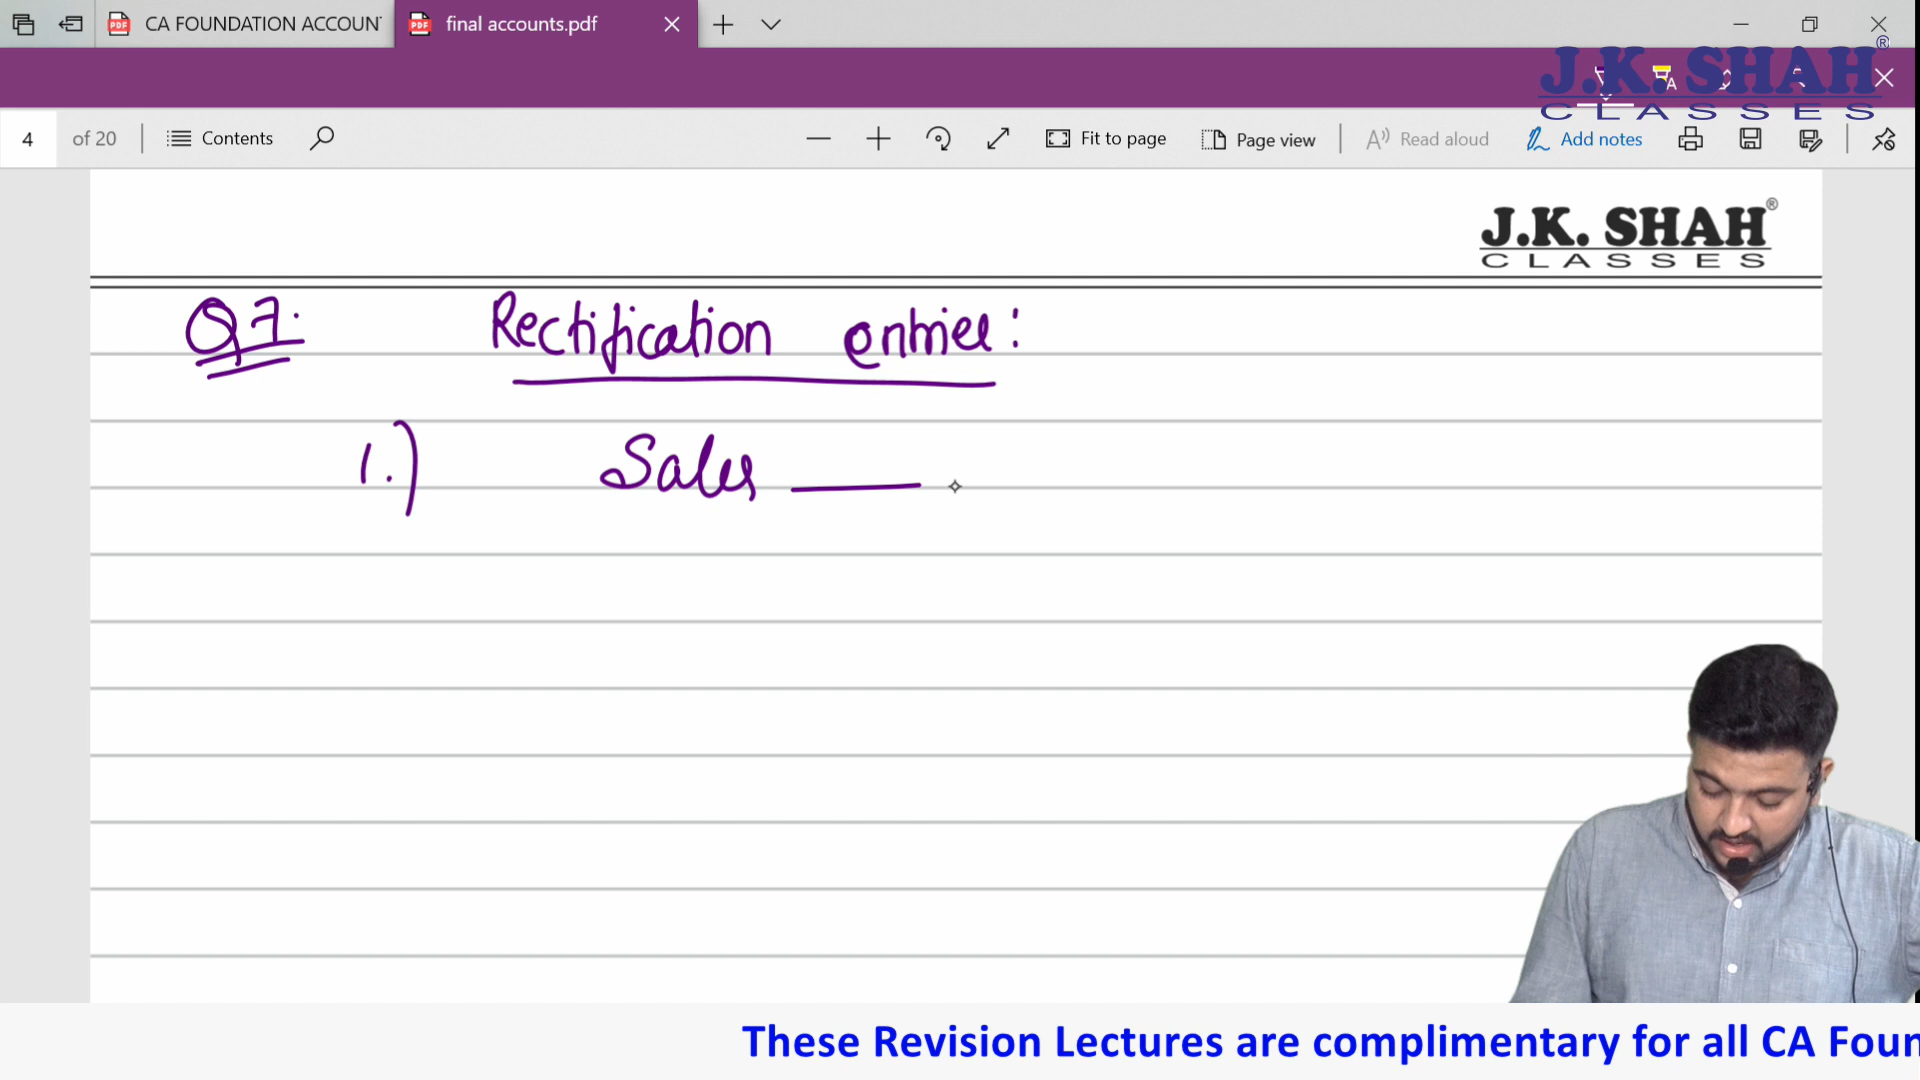 CA FOUNDATION ACCOUN
final accounts.pdf
J.K. SHAH®
CLASSES
4 of 20
Contents
Fit to page
Page view
Read aloud
Add notes
J.K. SHAH®
CLASSES
Q7. Rectification entries:
1.) Sales
These Revision Lectures are complimentary for all CA Foun